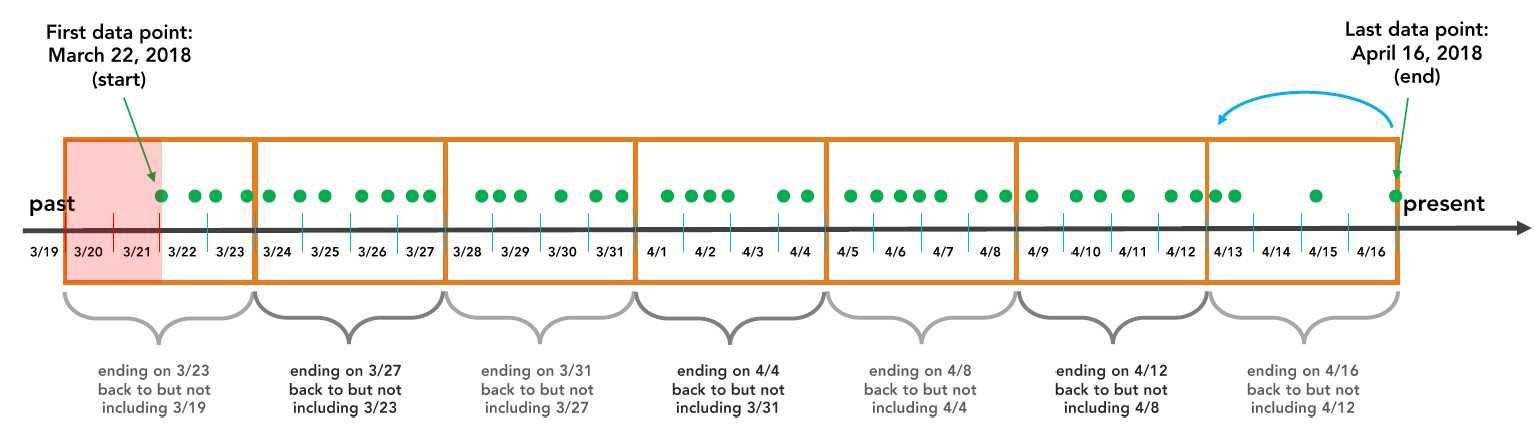 First data point:
March 22, 2018
(start)
Last data point:
April 16, 2018
(end)
past
present
3/19 3/20 3/21 3/22 3/23 3/24 3/25 3/26 3/27 3/28 3/29 3/30 3/31 4/1 4/2 4/3 4/4 4/5 4/6 4/7 4/8 4/9 4/10 4/11 4/12 4/13 4/14 4/15 4/16
ending on 3/23
back to but not
including 3/19
ending on 3/27
back to but not
including 3/23
ending on 3/31
back to but not
including 3/27
ending on 4/4
back to but not
including 3/31
ending on 4/8
back to but not
including 4/4
ending on 4/12
back to but not
including 4/8
ending on 4/16
back to but not
including 4/12